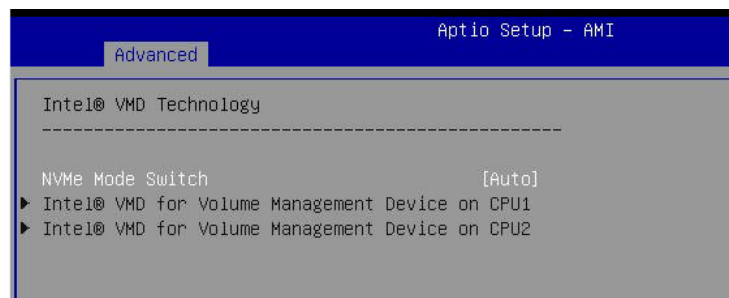 Aptio Setup – AMI
Advanced
Intel® VMD Technology
----------------------------------------------------
NVMe Mode Switch [Auto]
▶ Intel® VMD for Volume Management Device on CPU1
▶ Intel® VMD for Volume Management Device on CPU2